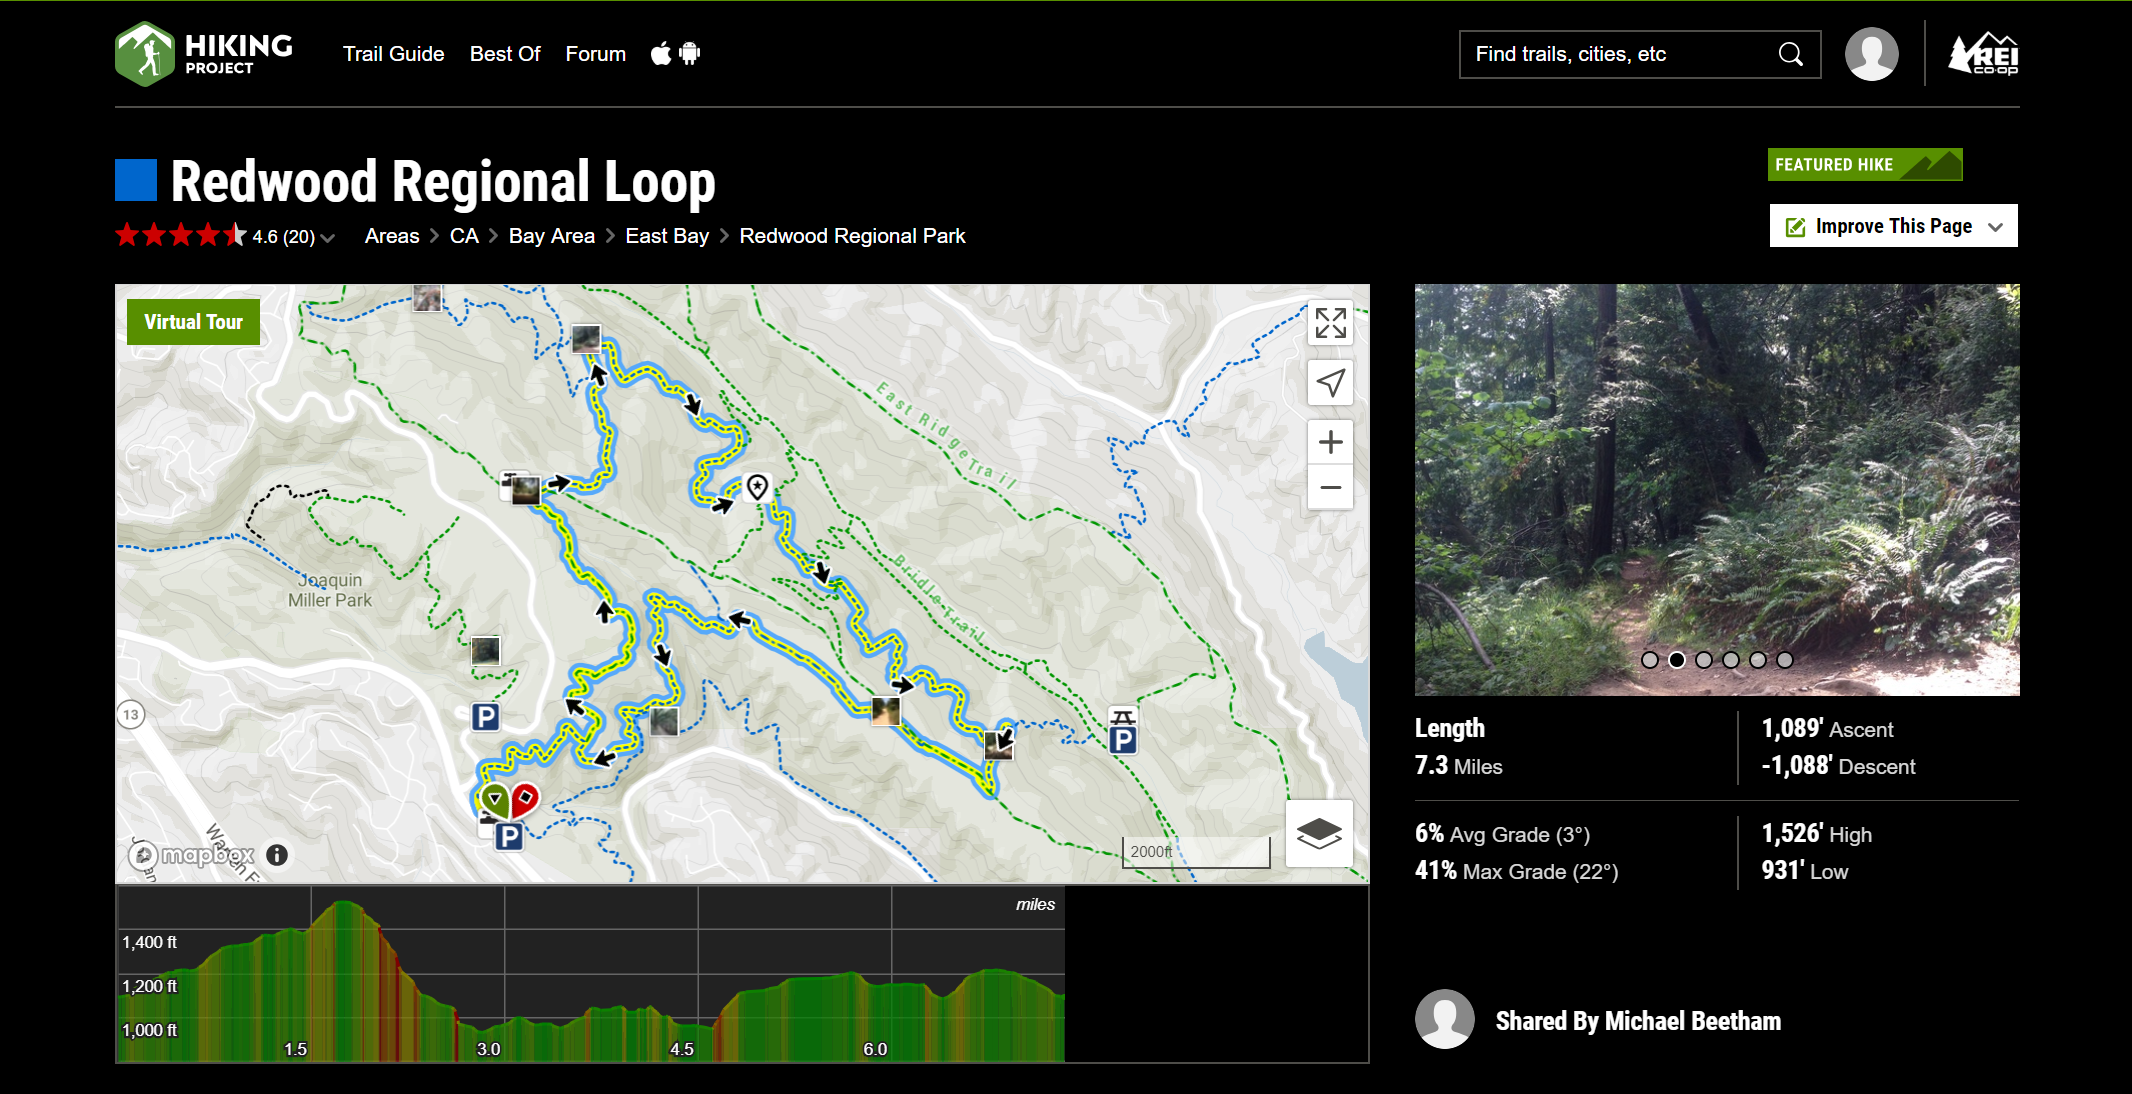 HIKING
PROJECT
Trail Guide Best Of Forum
Find trails, cities, etc
REI
CO·OP
Redwood Regional Loop
FEATURED HIKE
4.6 (20)
Areas > CA > Bay Area > East Bay > Redwood Regional Park
Improve This Page
Virtual Tour
East Ridge Trail
Bridle Trail
Joaquin
Miller Park
13
P
P
P
mapbox
2000ft
Length
7.3 Miles
1,089' Ascent
-1,088' Descent
6% Avg Grade (3°)
41% Max Grade (22°)
1,526' High
931' Low
miles
1,400 ft
1,200 ft
1,000 ft
1.5 3.0 4.5 6.0
Shared By Michael Beetham